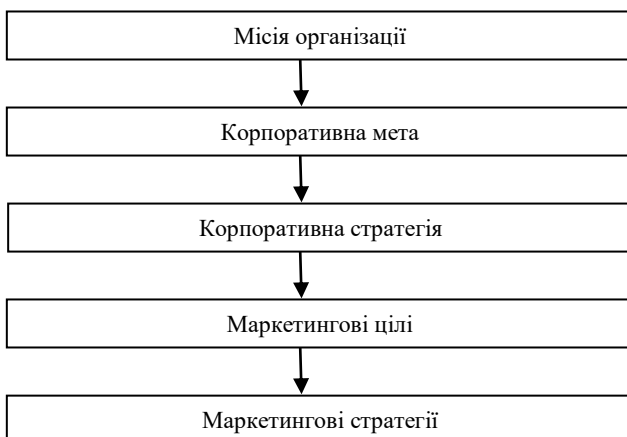 Місія організації
Корпоративна мета
Корпоративна стратегія
Маркетингові цілі
Маркетингові стратегії